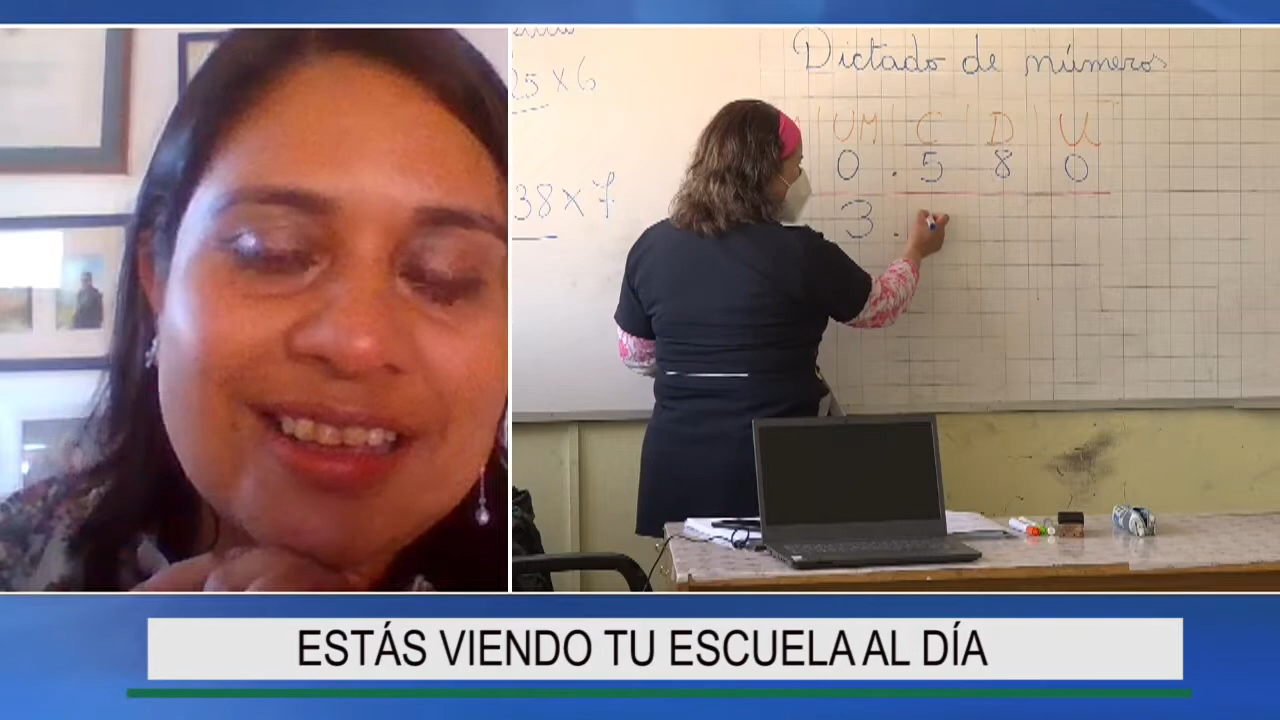 25 x 6
38 x 7
Dictado de números
UM C D U
0 . 5 8 0
3 .
ESTÁS VIENDO TU ESCUELA AL DÍA